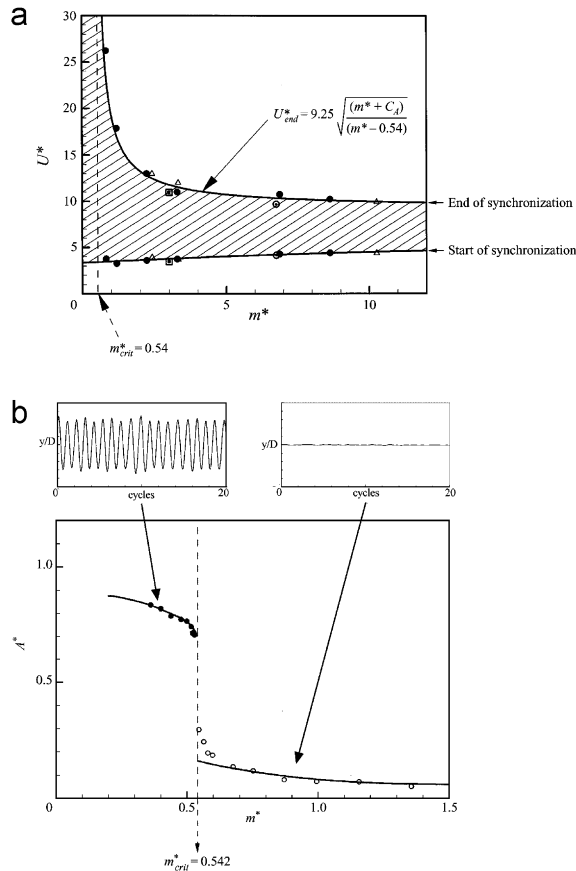 a
30
25
20
15
10
5
0
U*
U*end = 9.25 √(m* + CA)/(m* − 0.54)
End of synchronization
Start of synchronization
0 5 10
m*
m*crit = 0.54
b
y/D
0 cycles 20
y/D
0 cycles 20
1.0
0.5
0
A*
0 0.5 1.0 1.5
m*
m*crit = 0.542